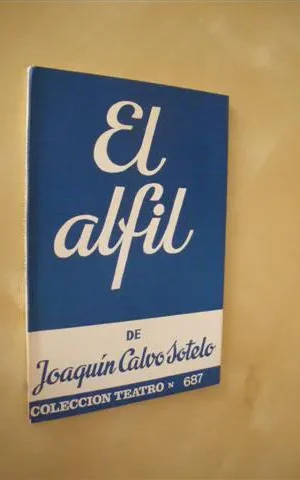 El
alfil
DE
Joaquín Calvo Sotelo
COLECCION TEATRO N 687